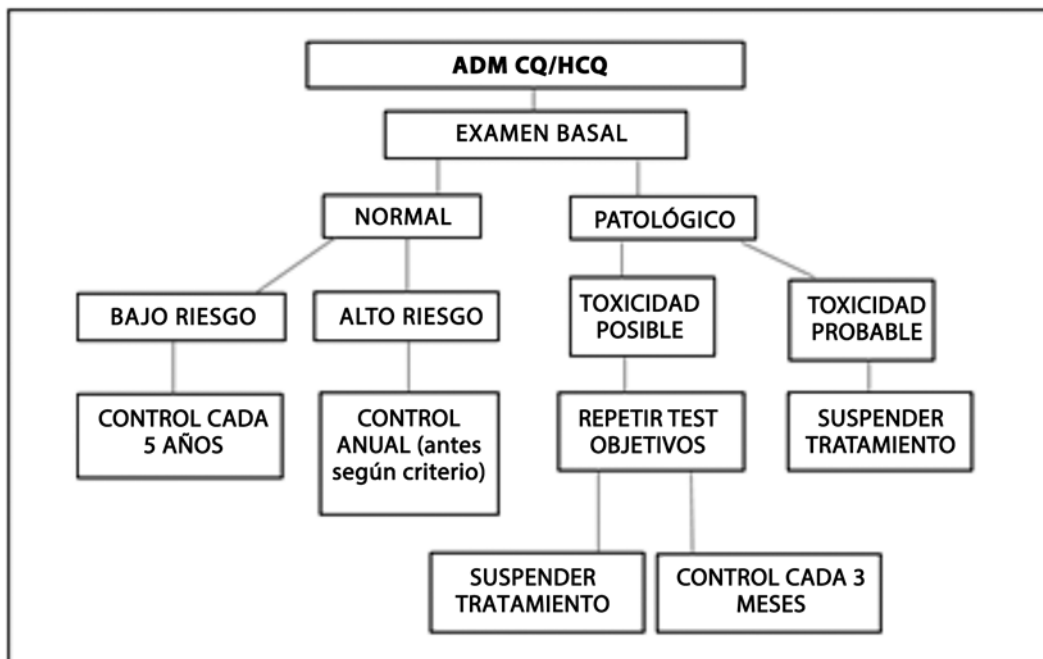 ADM CQ/HCQ
EXAMEN BASAL
NORMAL
PATOLÓGICO
BAJO RIESGO
ALTO RIESGO
TOXICIDAD
POSIBLE
TOXICIDAD
PROBABLE
CONTROL CADA
5 AÑOS
CONTROL
ANUAL (antes
según criterio)
REPETIR TEST
OBJETIVOS
SUSPENDER
TRATAMIENTO
SUSPENDER
TRATAMIENTO
CONTROL CADA 3
MESES